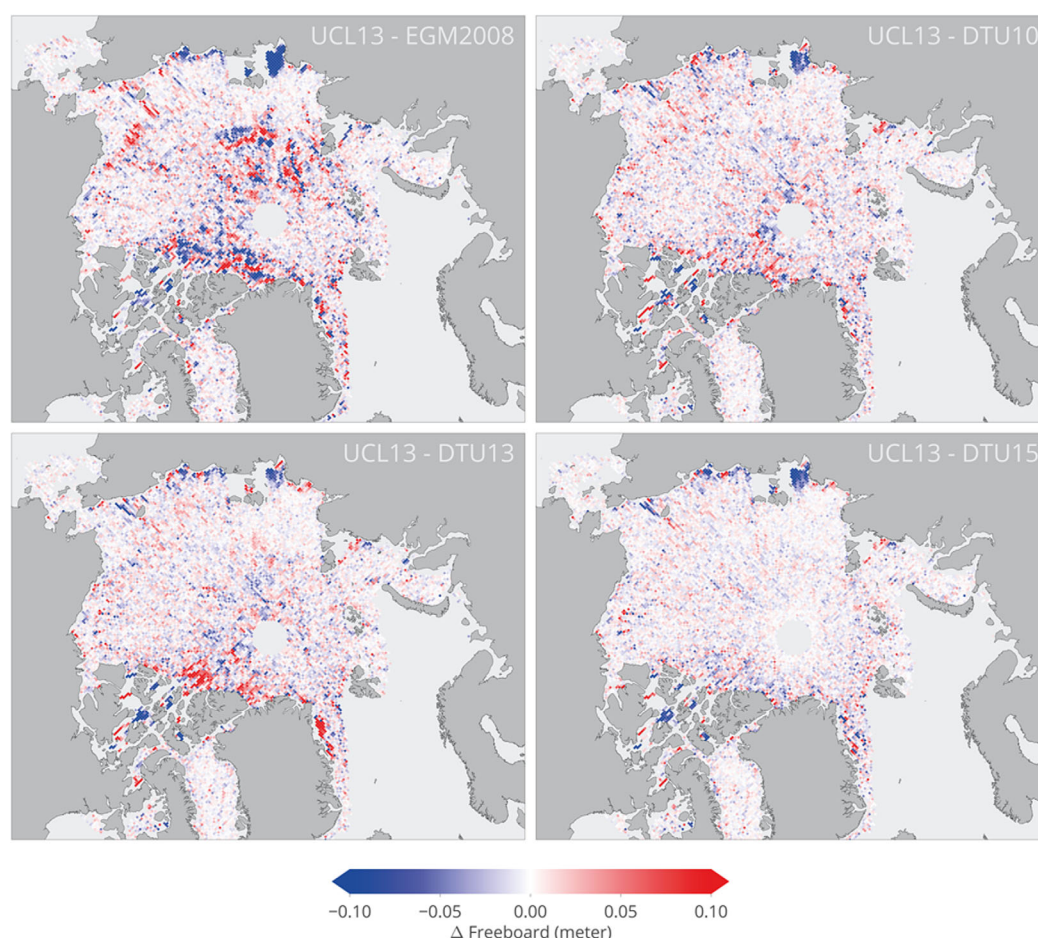 UCL13 - EGM2008
UCL13 - DTU10
UCL13 - DTU13
UCL13 - DTU15
−0.10 −0.05 0.00 0.05 0.10
Δ Freeboard (meter)